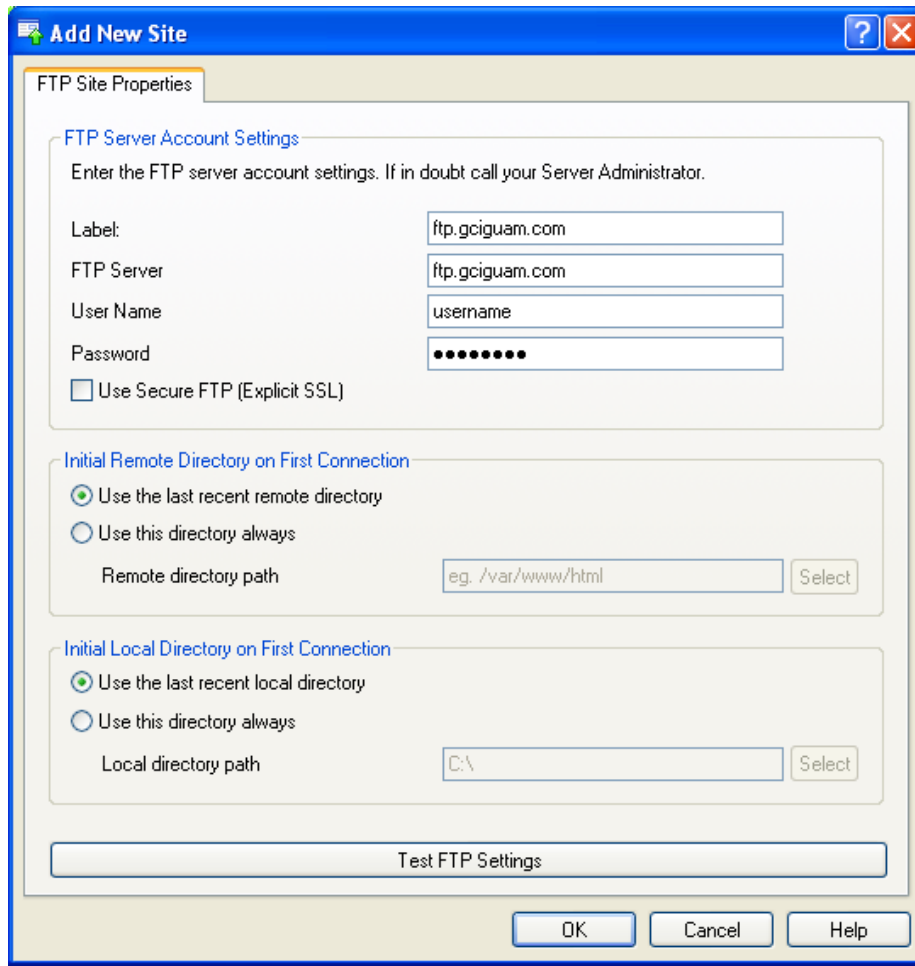 Add New Site
FTP Site Properties
FTP Server Account Settings
Enter the FTP server account settings. If in doubt call your Server Administrator.
Label: ftp.gciguam.com
FTP Server ftp.gciguam.com
User Name username
Password ●●●●●●●●
Use Secure FTP (Explicit SSL)
Initial Remote Directory on First Connection
Use the last recent remote directory
Use this directory always
Remote directory path eg. /var/www/html Select
Initial Local Directory on First Connection
Use the last recent local directory
Use this directory always
Local directory path C:\ Select
Test FTP Settings
OK Cancel Help